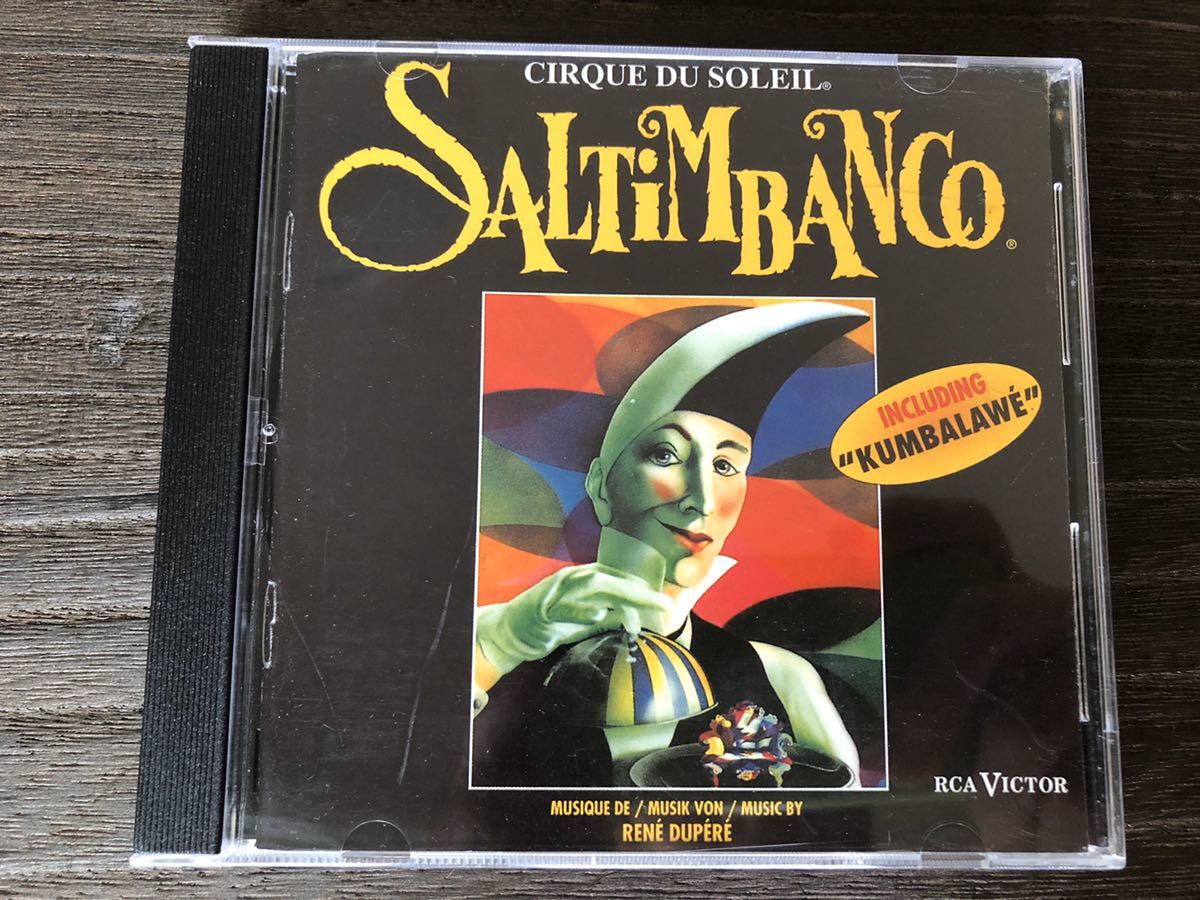 CIRQUE DU SOLEIL®
SALTiMBANCO®
INCLUDING
"KUMBALAWÉ"
RCA VICTOR
MUSIQUE DE / MUSIK VON / MUSIC BY
RENÉ DUPÉRÉ